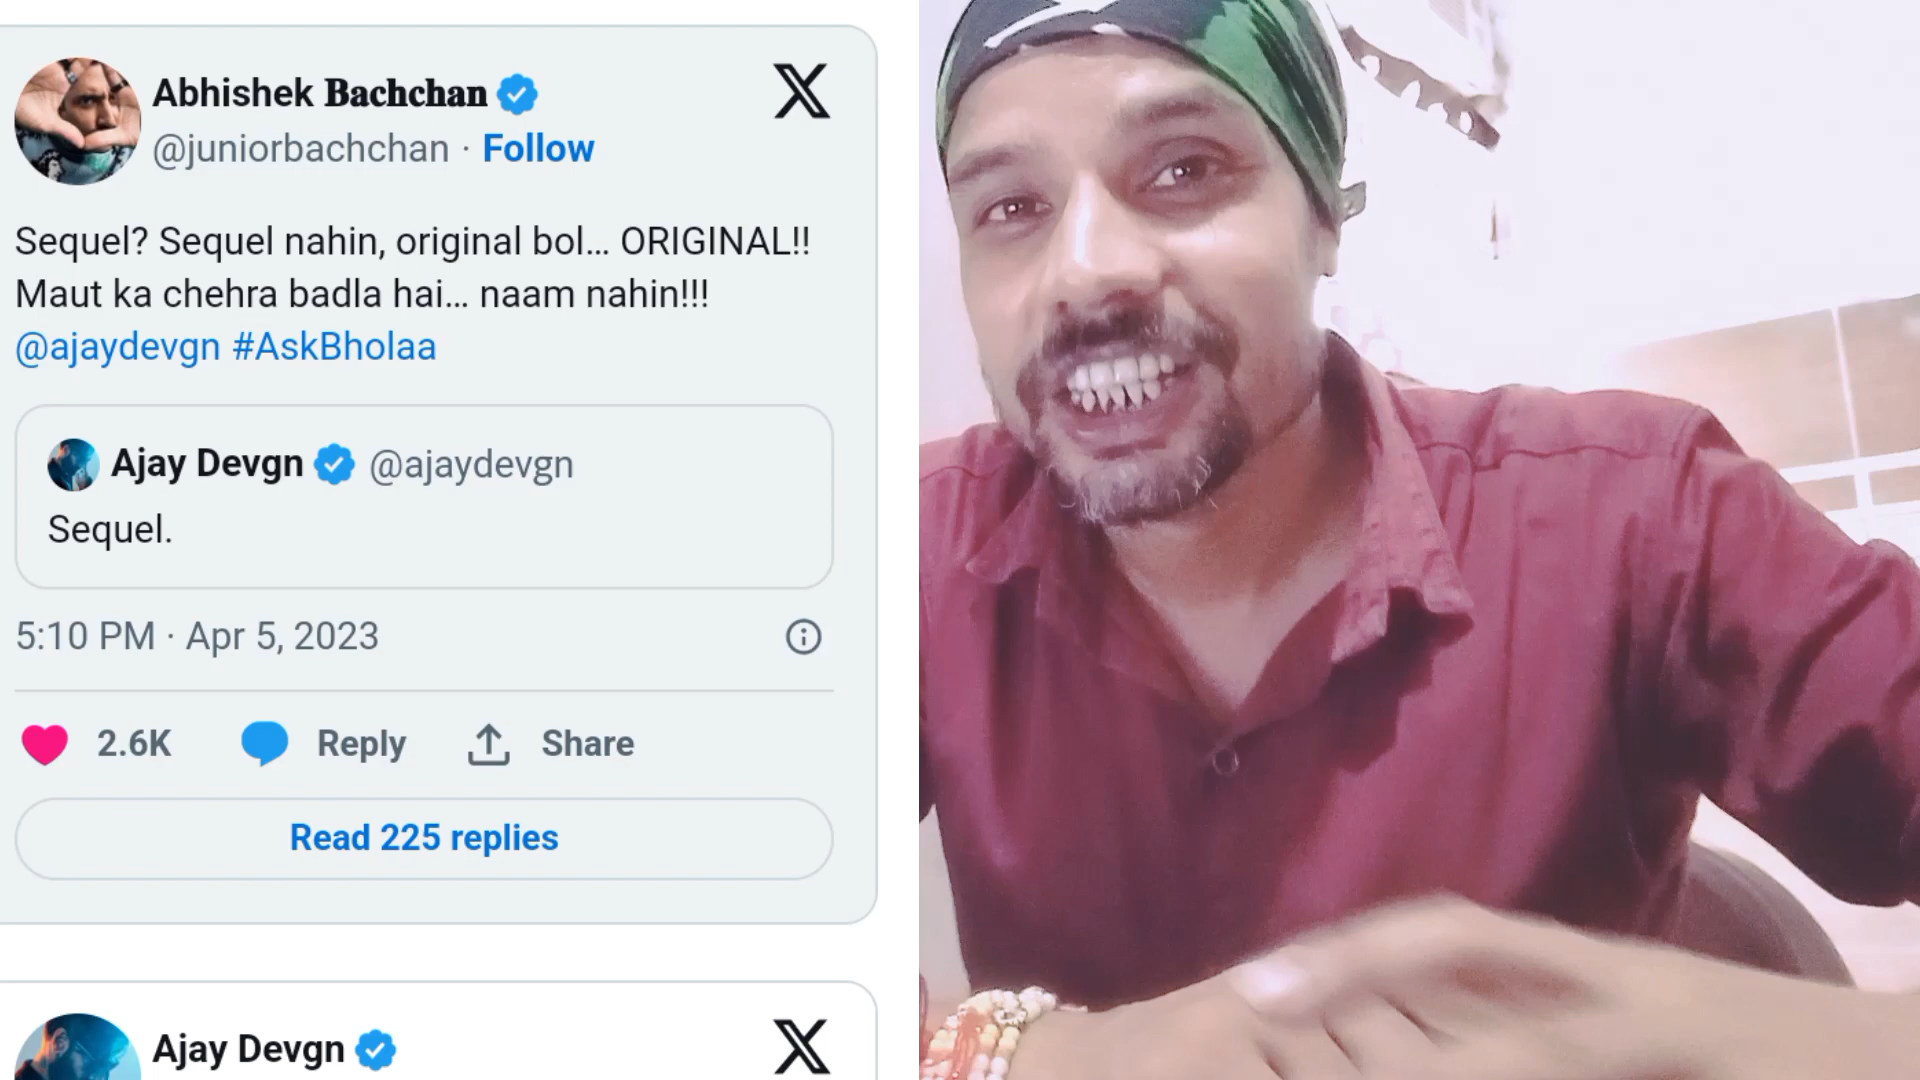 Abhishek Bachchan
@juniorbachchan · Follow
Sequel? Sequel nahin, original bol... ORIGINAL!!
Maut ka chehra badla hai... naam nahin!!!
@ajaydevgn #AskBholaa
Ajay Devgn @ajaydevgn
Sequel.
5:10 PM · Apr 5, 2023
2.6K Reply Share
Read 225 replies
Ajay Devgn